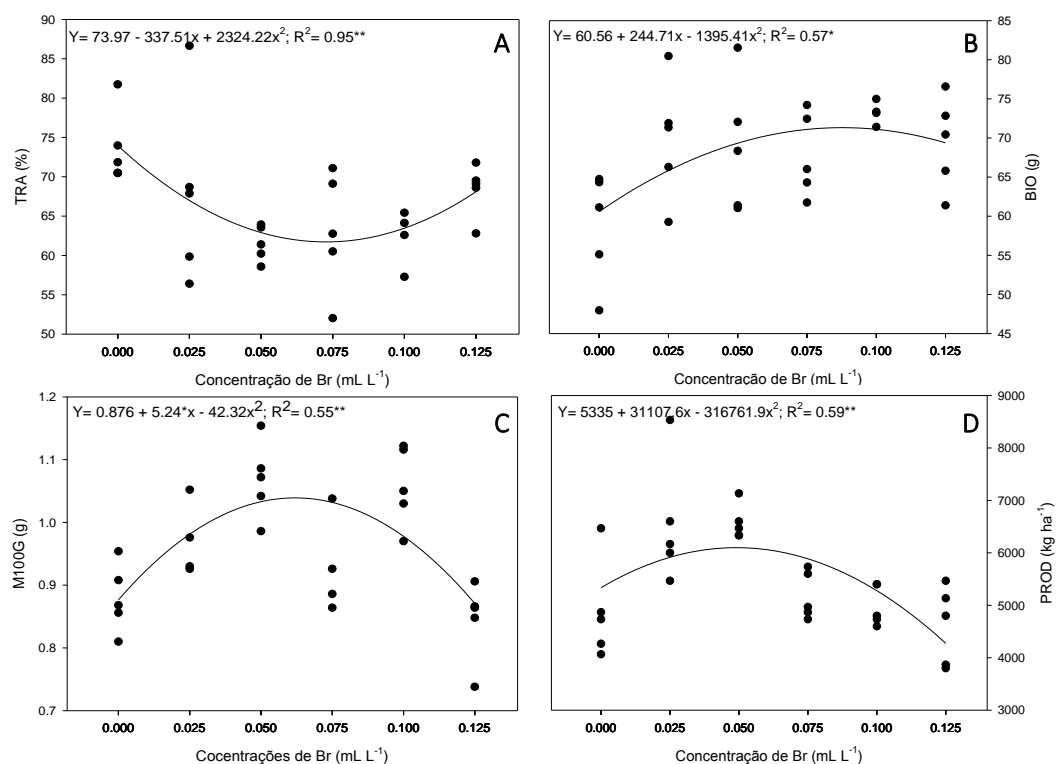 Y= 73.97 - 337.51x + 2324.22x²; R²= 0.95**
A
90
85
80
75
70
65
60
55
50
TRA (%)
0.000 0.025 0.050 0.075 0.100 0.125
Concentração de Br (mL L⁻¹)
Y= 60.56 + 244.71x - 1395.41x²; R²= 0.57*
B
85
80
75
70
65
60
55
50
45
BIO (g)
0.000 0.025 0.050 0.075 0.100 0.125
Concentração de Br (mL L⁻¹)
Y= 0.876 + 5.24*x - 42.32x²; R²= 0.55**
C
1.2
1.1
1.0
0.9
0.8
0.7
M100G (g)
0.000 0.025 0.050 0.075 0.100 0.125
Cocentrações de Br (mL L⁻¹)
Y= 5335 + 31107.6x - 316761.9x²; R²= 0.59**
D
9000
8000
7000
6000
5000
4000
3000
PROD (kg ha⁻¹)
0.000 0.025 0.050 0.075 0.100 0.125
Concentração de Br (mL L⁻¹)